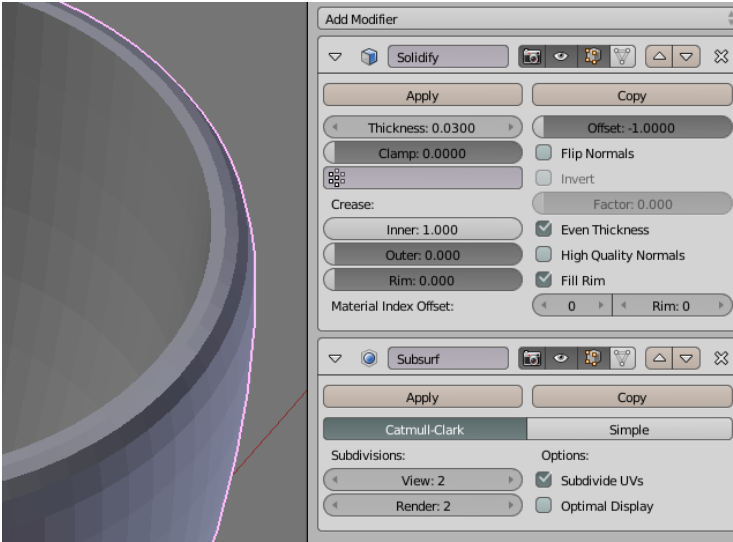 Add Modifier
Solidify
Apply Copy
Thickness: 0.0300 Offset: -1.0000
Clamp: 0.0000 Flip Normals
Invert
Factor: 0.000
Crease:
Inner: 1.000 Even Thickness
Outer: 0.000 High Quality Normals
Rim: 0.000 Fill Rim
Material Index Offset: 0 Rim: 0
Subsurf
Apply Copy
Catmull-Clark Simple
Subdivisions: Options:
View: 2 Subdivide UVs
Render: 2 Optimal Display